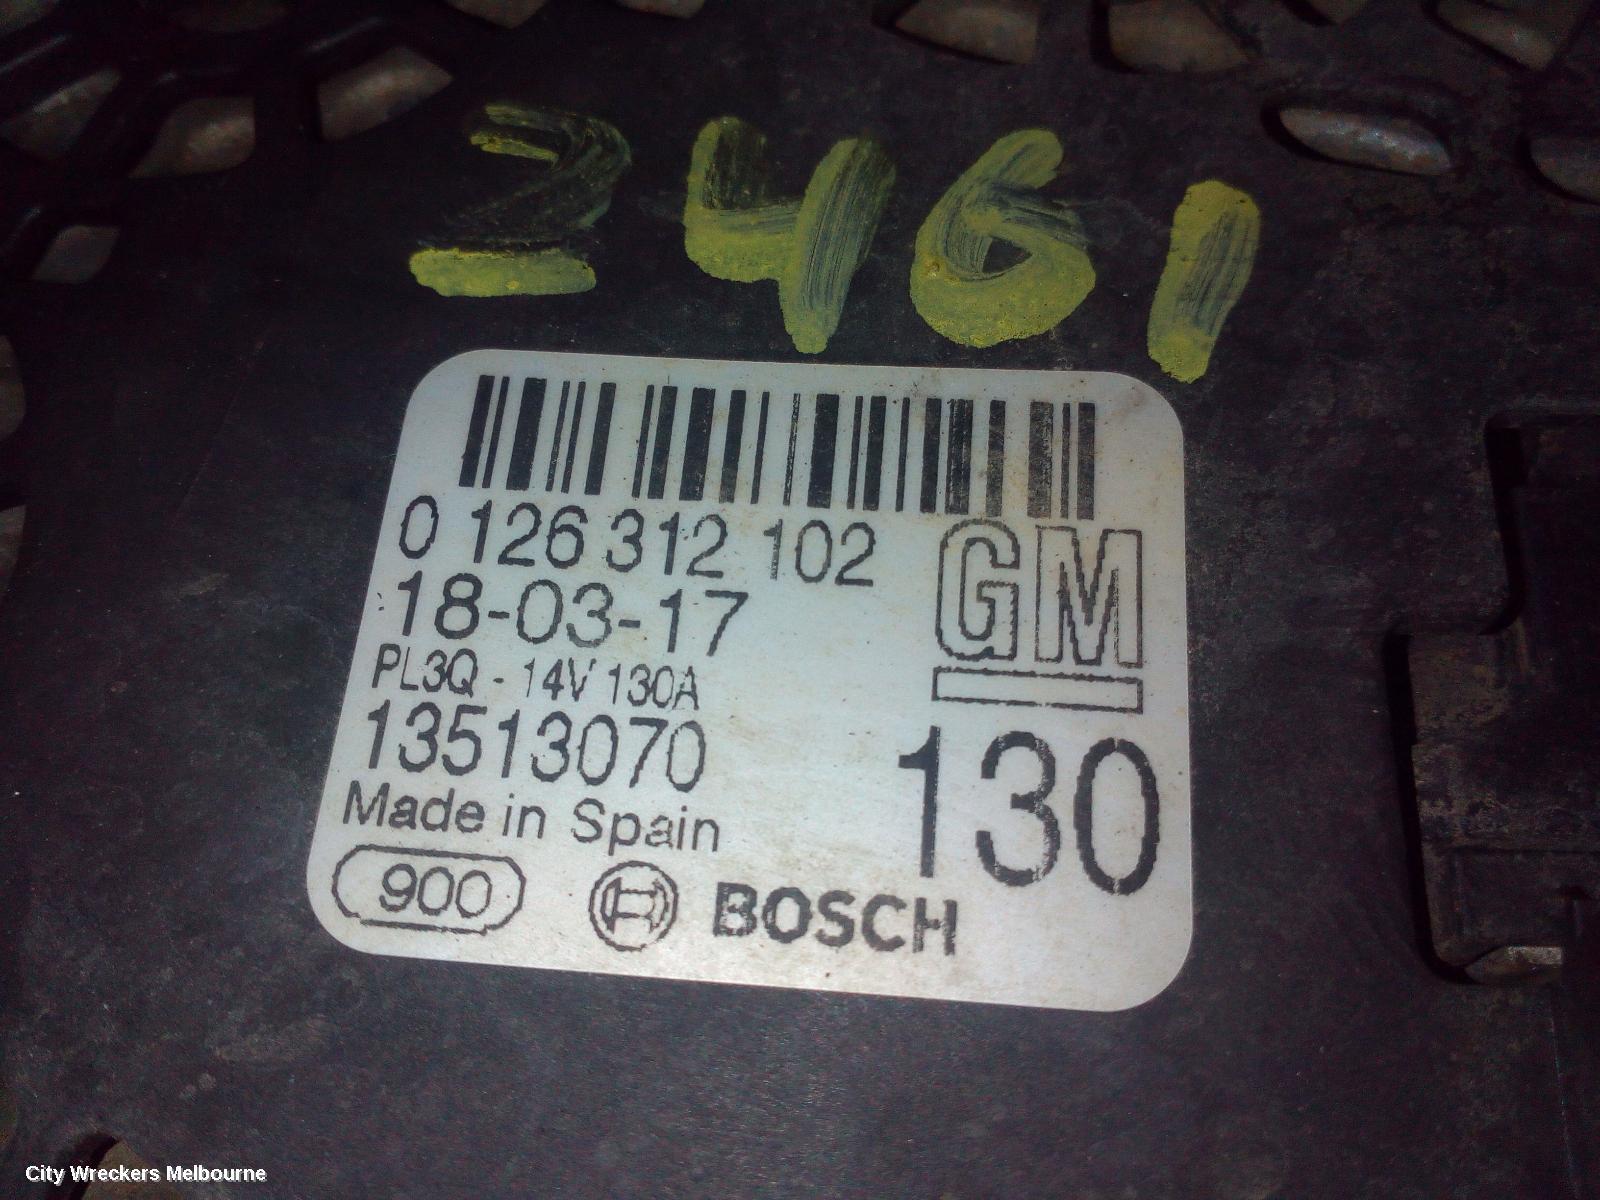 2461
0 126 312 102
GM
18-03-17
PL3Q - 14V 130A
13513070
130
Made in Spain
900
BOSCH
City Wreckers Melbourne